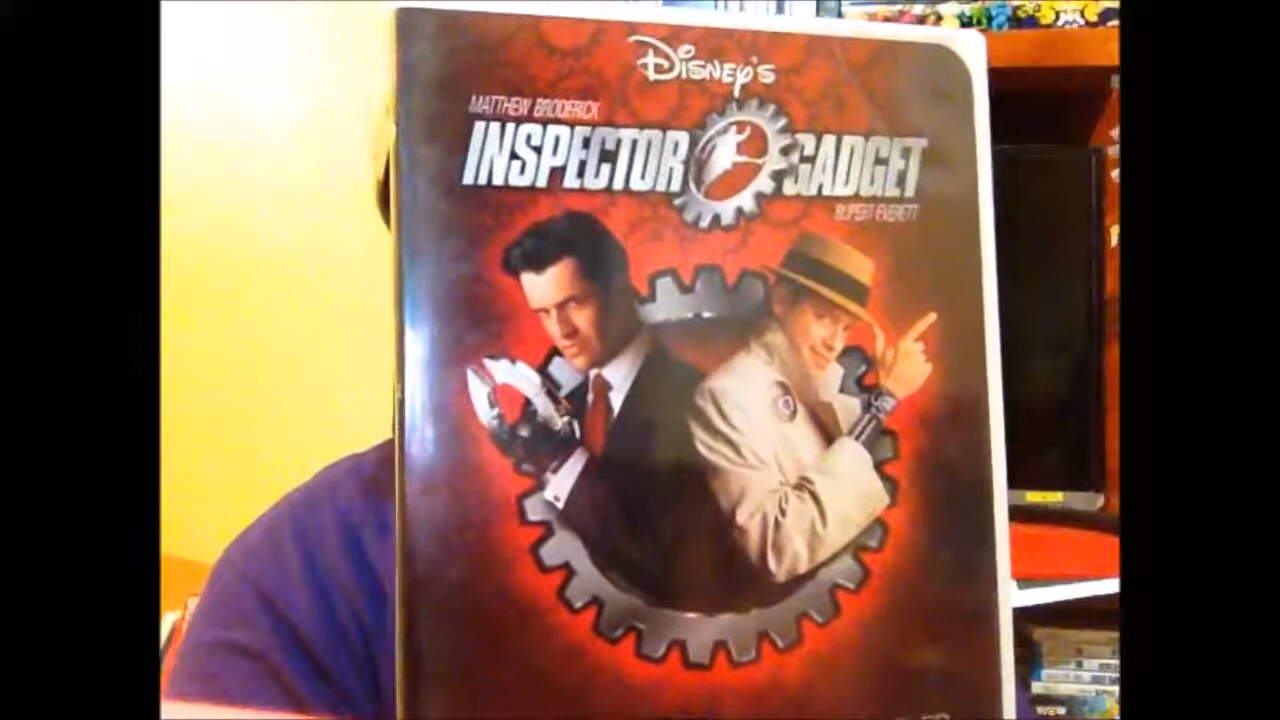 DISNEY'S
MATTHEW BRODERICK
INSPECTOR GADGET
RUPERT EVERETT